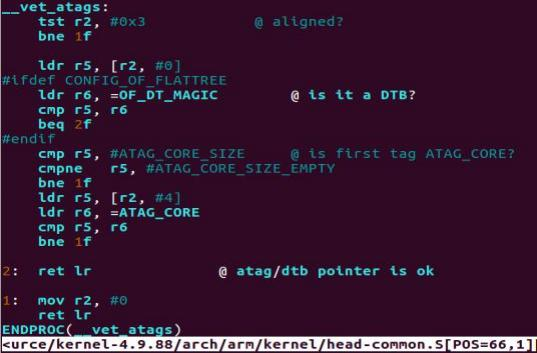 __vet_atags:
    tst r2, #0x3              @ aligned?
    bne 1f

    ldr r5, [r2, #0]
#ifdef CONFIG_OF_FLATTREE
    ldr r6, =OF_DT_MAGIC         @ is it a DTB?
    cmp r5, r6
    beq 2f
#endif
    cmp r5, #ATAG_CORE_SIZE      @ is first tag ATAG_CORE?
    cmpne   r5, #ATAG_CORE_SIZE_EMPTY
    bne 1f
    ldr r5, [r2, #4]
    ldr r6, =ATAG_CORE
    cmp r5, r6
    bne 1f

2:  ret lr                @ atag/dtb pointer is ok

1:  mov r2, #0
    ret lr
ENDPROC(__vet_atags)
<urce/kernel-4.9.88/arch/arm/kernel/head-common.S[POS=66,1][